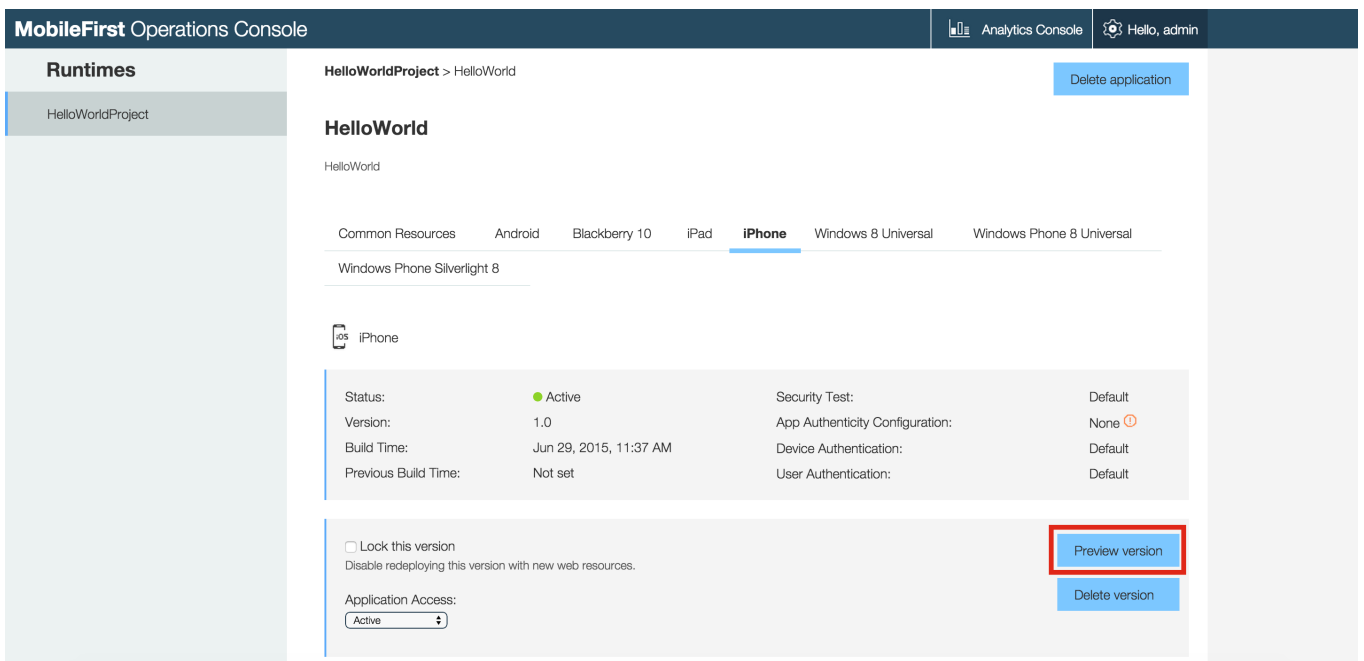 MobileFirst Operations Console
Analytics Console
Hello, admin
Runtimes
HelloWorldProject
HelloWorldProject > HelloWorld
Delete application
HelloWorld
HelloWorld
Common Resources Android Blackberry 10 iPad iPhone Windows 8 Universal Windows Phone 8 Universal
Windows Phone Silverlight 8
iOS iPhone
Status: Active Security Test: Default
Version: 1.0 App Authenticity Configuration: None
Build Time: Jun 29, 2015, 11:37 AM Device Authentication: Default
Previous Build Time: Not set User Authentication: Default
Lock this version
Preview version
Disable redeploying this version with new web resources.
Delete version
Application Access:
Active